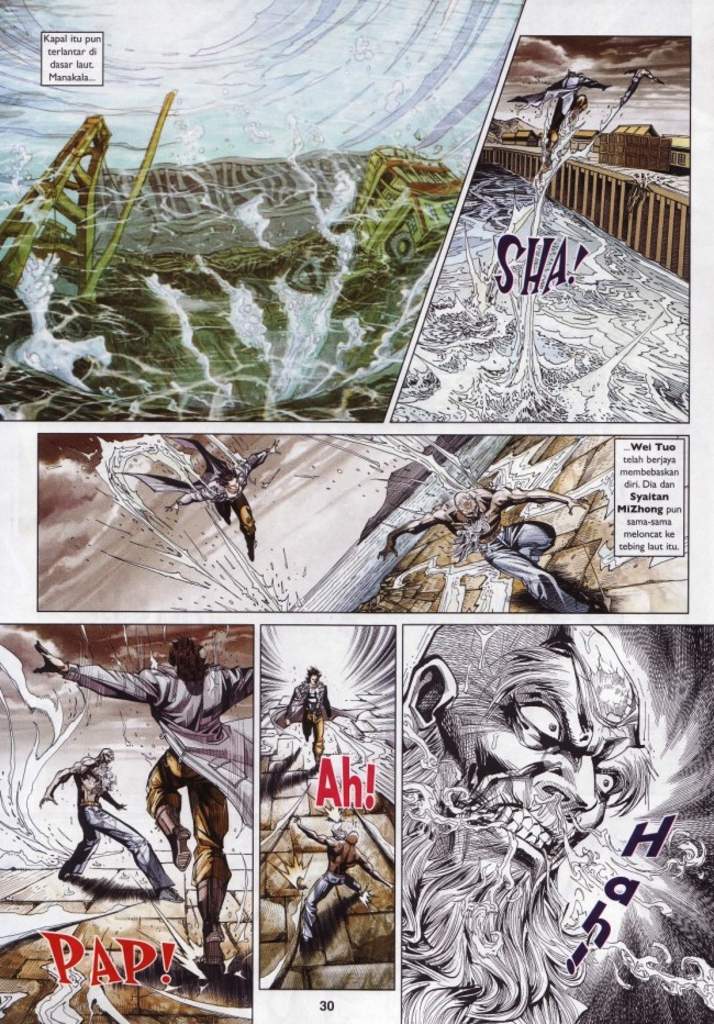 Kapal itu pun
terlantar di
dasar laut.
Manakala...
SHA!
...Wei Tuo
telah berjaya
membebaskan
diri. Dia dan
Syaitan
MiZhong pun
sama-sama
meloncat ke
tebing laut itu.
PAP!
Ah!
Hah!
30